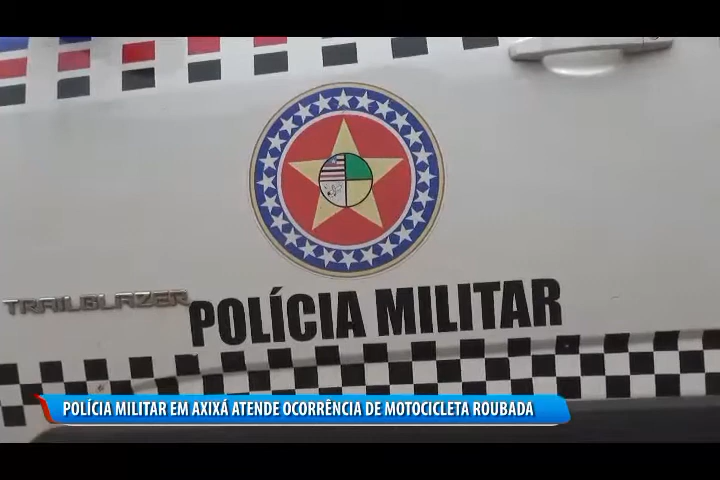 TRAILBLAZER
POLÍCIA MILITAR
POLÍCIA MILITAR EM AXIXÁ ATENDE OCORRÊNCIA DE MOTOCICLETA ROUBADA